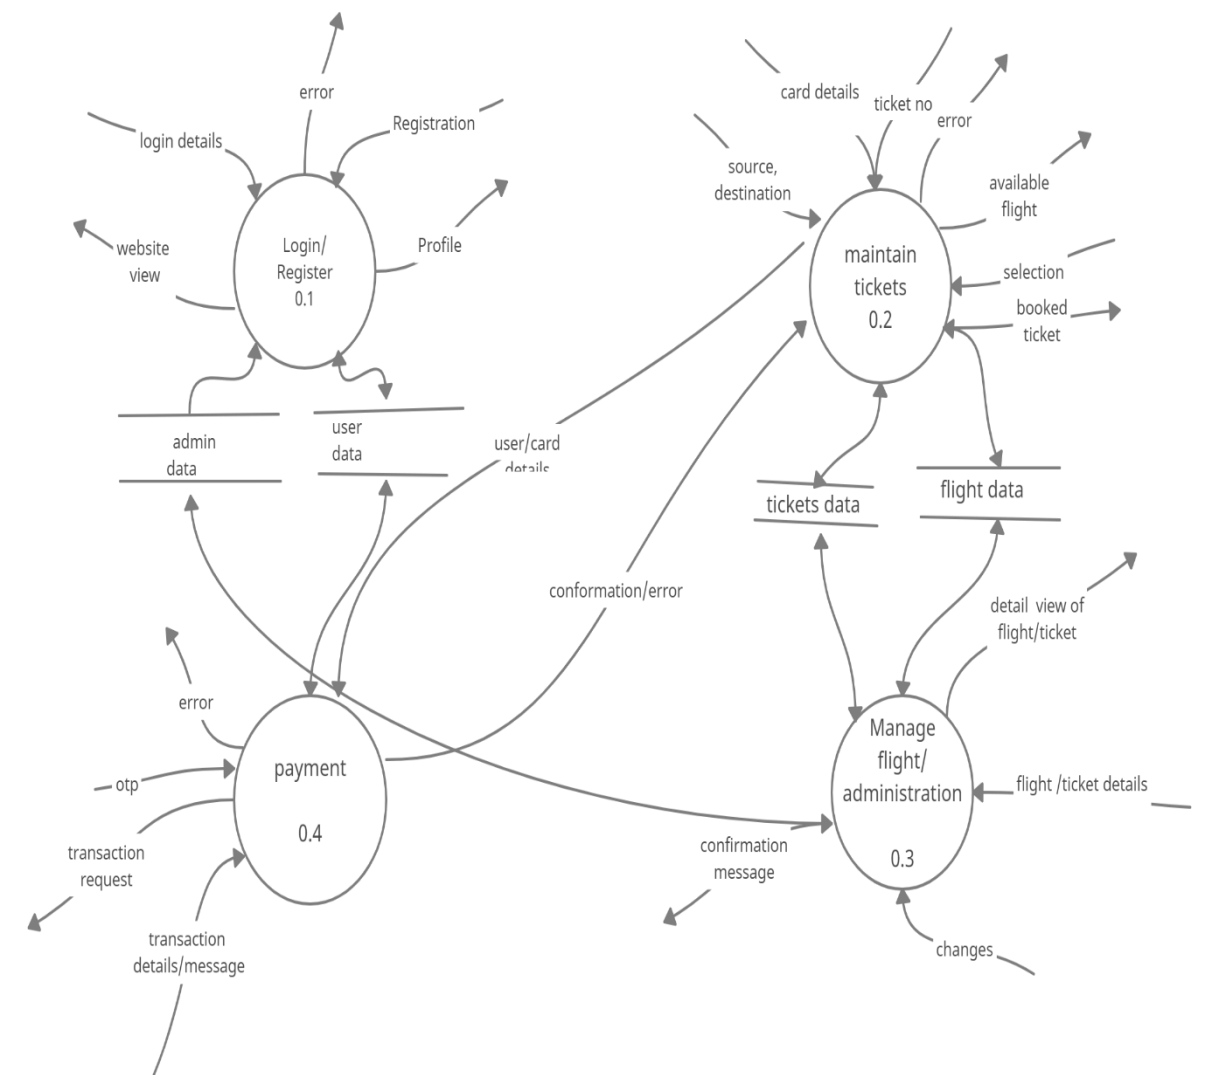 error
login details
Registration
website
view
Login/
Register
0.1
Profile
admin
data
user
data
card details
ticket no
error
source,
destination
available
flight
maintain
tickets
0.2
selection
booked
ticket
user/card
details
tickets data
flight data
conformation/error
detail view of
flight/ticket
error
payment
0.4
otp
transaction
request
transaction
details/message
Manage
flight/
administration
0.3
flight /ticket details
confirmation
message
changes